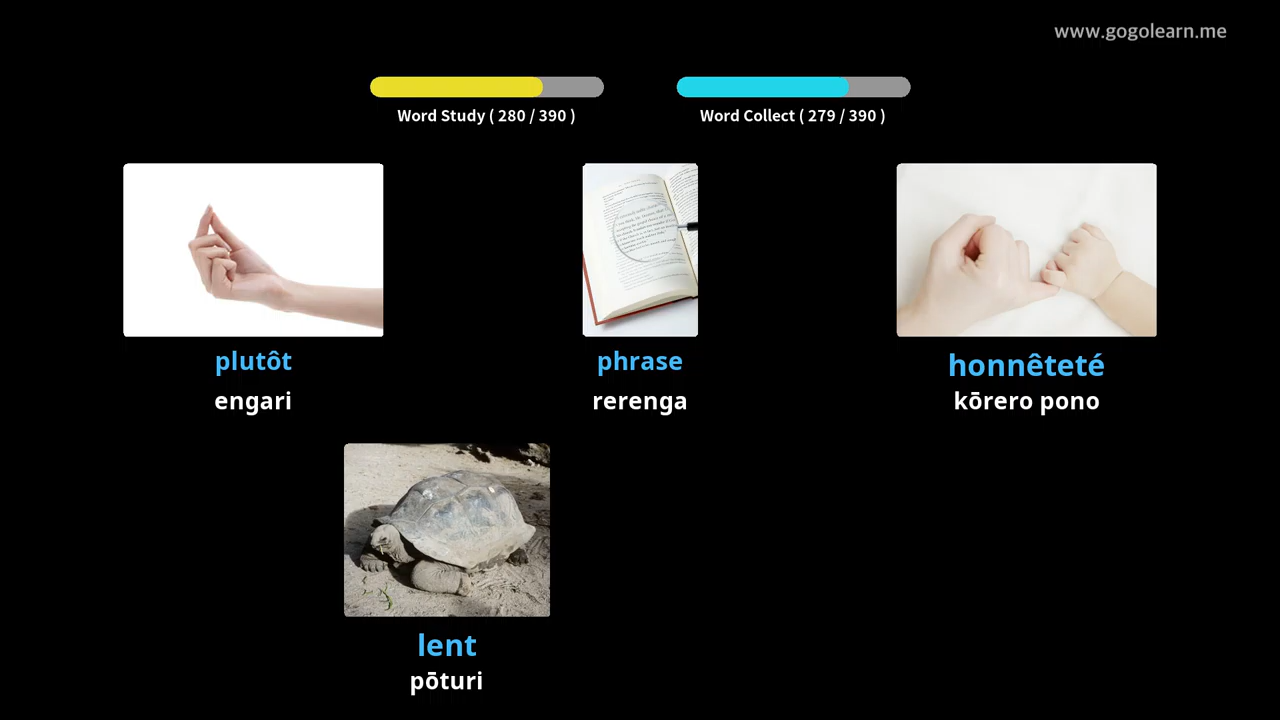 www.gogolearn.me
Word Study ( 280 / 390 )
Word Collect ( 279 / 390 )
plutôt
engari
phrase
rerenga
honnêteté
kōrero pono
lent
pōturi